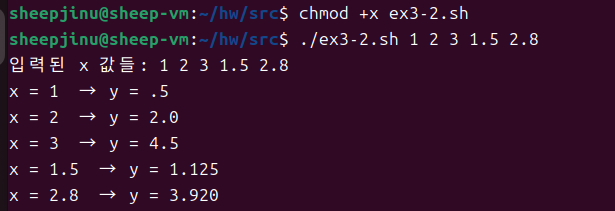 sheepjinu@sheep-vm:~/hw/src$ chmod +x ex3-2.sh
sheepjinu@sheep-vm:~/hw/src$ ./ex3-2.sh 1 2 3 1.5 2.8
입력된 x 값들: 1 2 3 1.5 2.8
x = 1  → y = .5
x = 2  → y = 2.0
x = 3  → y = 4.5
x = 1.5  → y = 1.125
x = 2.8  → y = 3.920